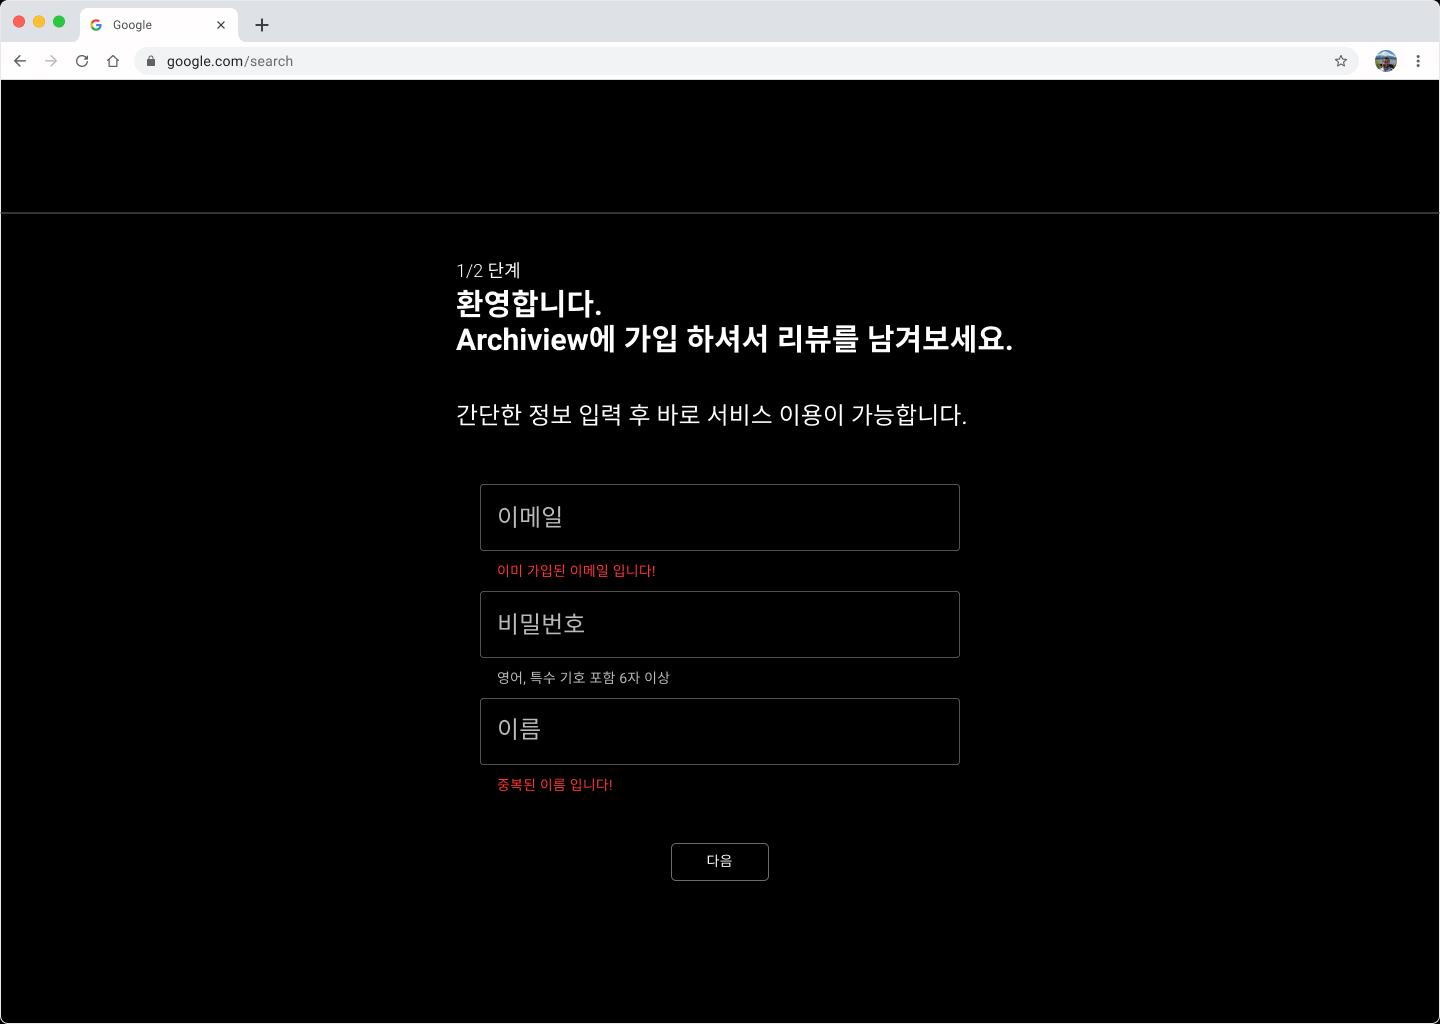 Google
google.com/search
1/2 단계
환영합니다.
Archiview에 가입 하셔서 리뷰를 남겨보세요.
간단한 정보 입력 후 바로 서비스 이용이 가능합니다.
이메일
이미 가입된 이메일 입니다!
비밀번호
영어, 특수 기호 포함 6자 이상
이름
중복된 이름 입니다!
다음